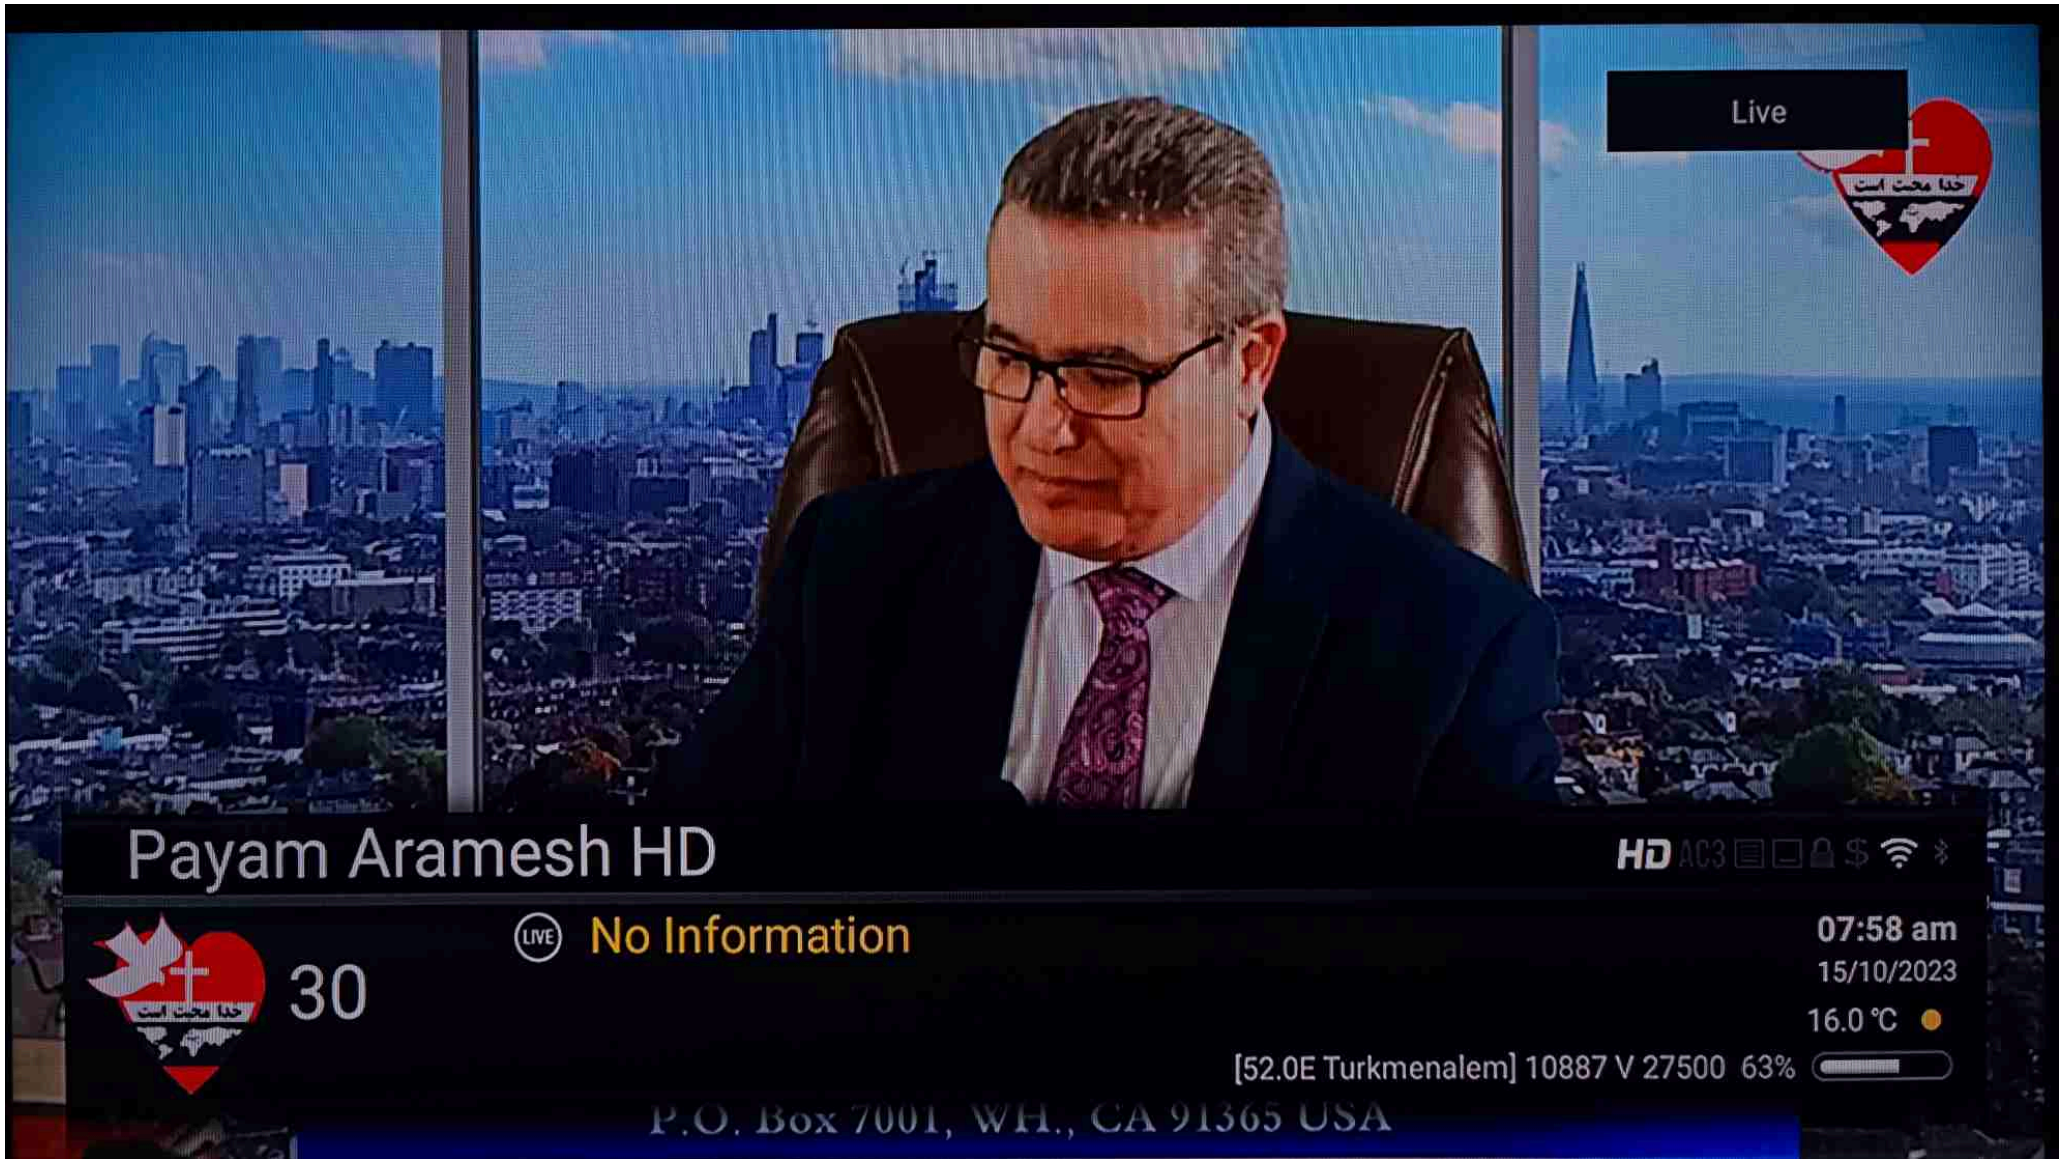 Live
خدا محبت است
Payam Aramesh HD
HD AC3 $
LIVE No Information
07:58 am
15/10/2023
خدا محبت است
30
16.0 °C
[52.0E Turkmenalem] 10887 V 27500 63%
P.O. Box 7001, WH., CA 91365 USA